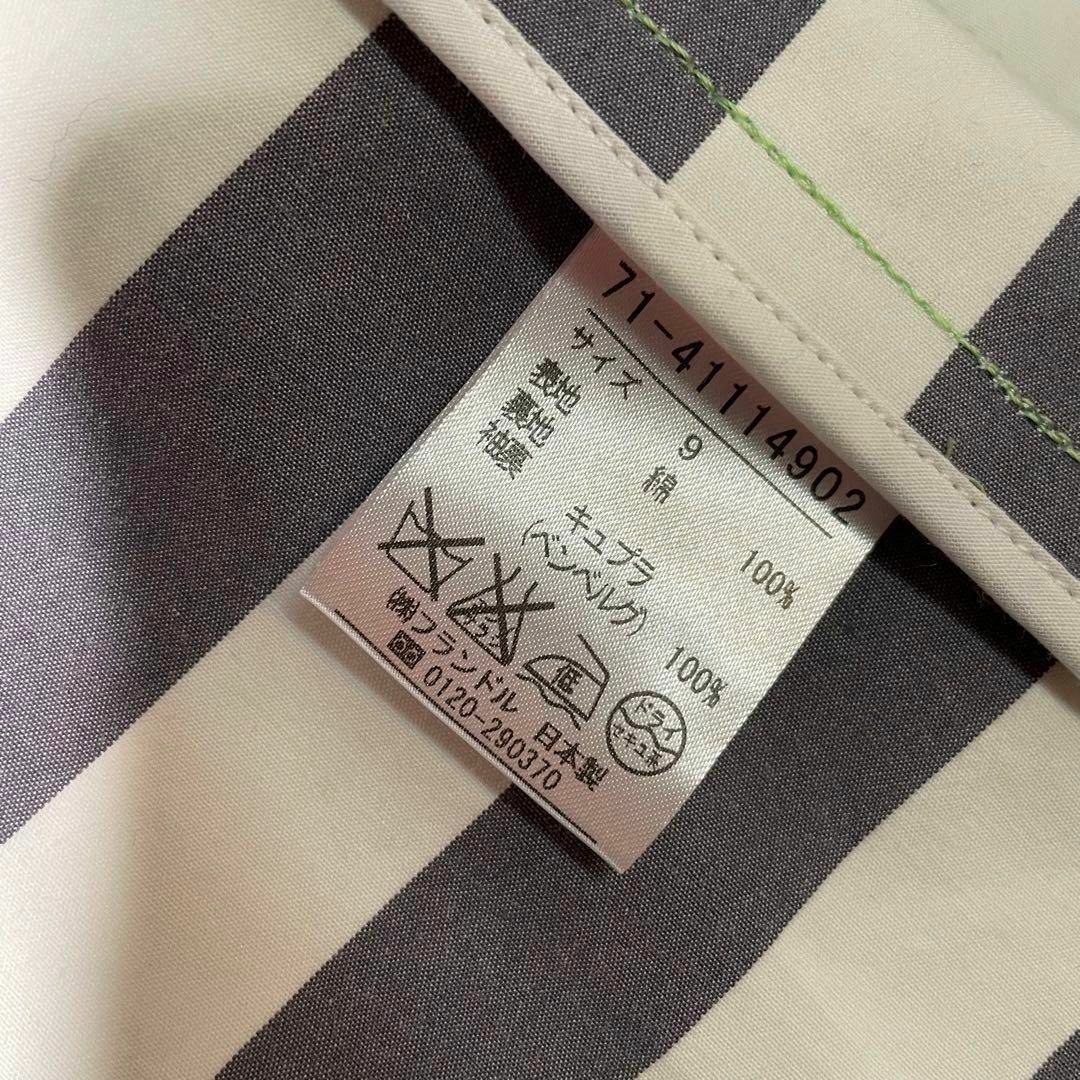 71-41114902
サイズ 9
表地 綿 100%
裏地
袖裏 キュプラ
(ベンベルグ) 100%
低
ドライ
セキユ系
㈱フランドル 日本製
0120-290370